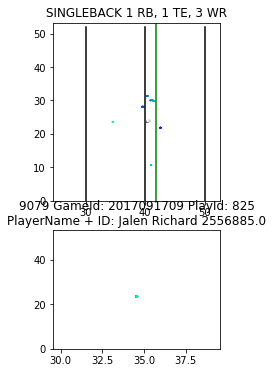 SINGLEBACK 1 RB, 1 TE, 3 WR
50
40
30
20
10
0
30 40 50
9079 GameId: 2017091709 PlayId: 825
PlayerName + ID: Jalen Richard 2556885.0
40
20
0
30.0 32.5 35.0 37.5